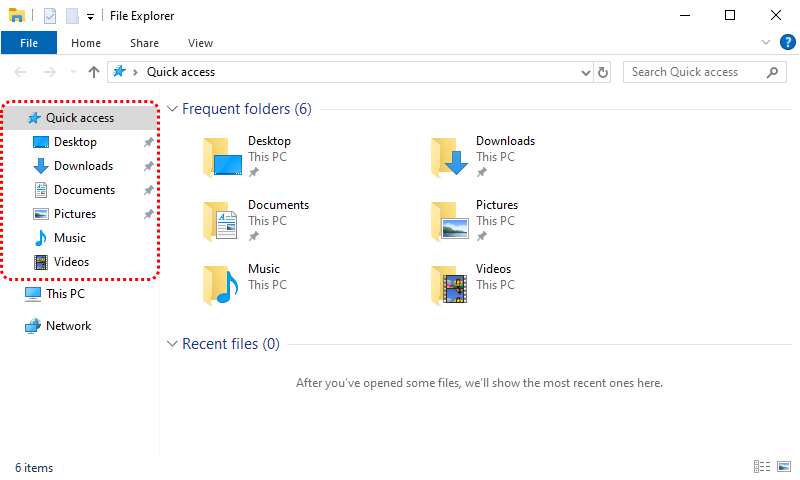 File Explorer
File Home Share View
Quick access
Search Quick access
Quick access
Desktop
Downloads
Documents
Pictures
Music
Videos
This PC
Network
Frequent folders (6)
Desktop
This PC
Downloads
This PC
Documents
This PC
Pictures
This PC
Music
This PC
Videos
This PC
Recent files (0)
After you've opened some files, we'll show the most recent ones here.
6 items